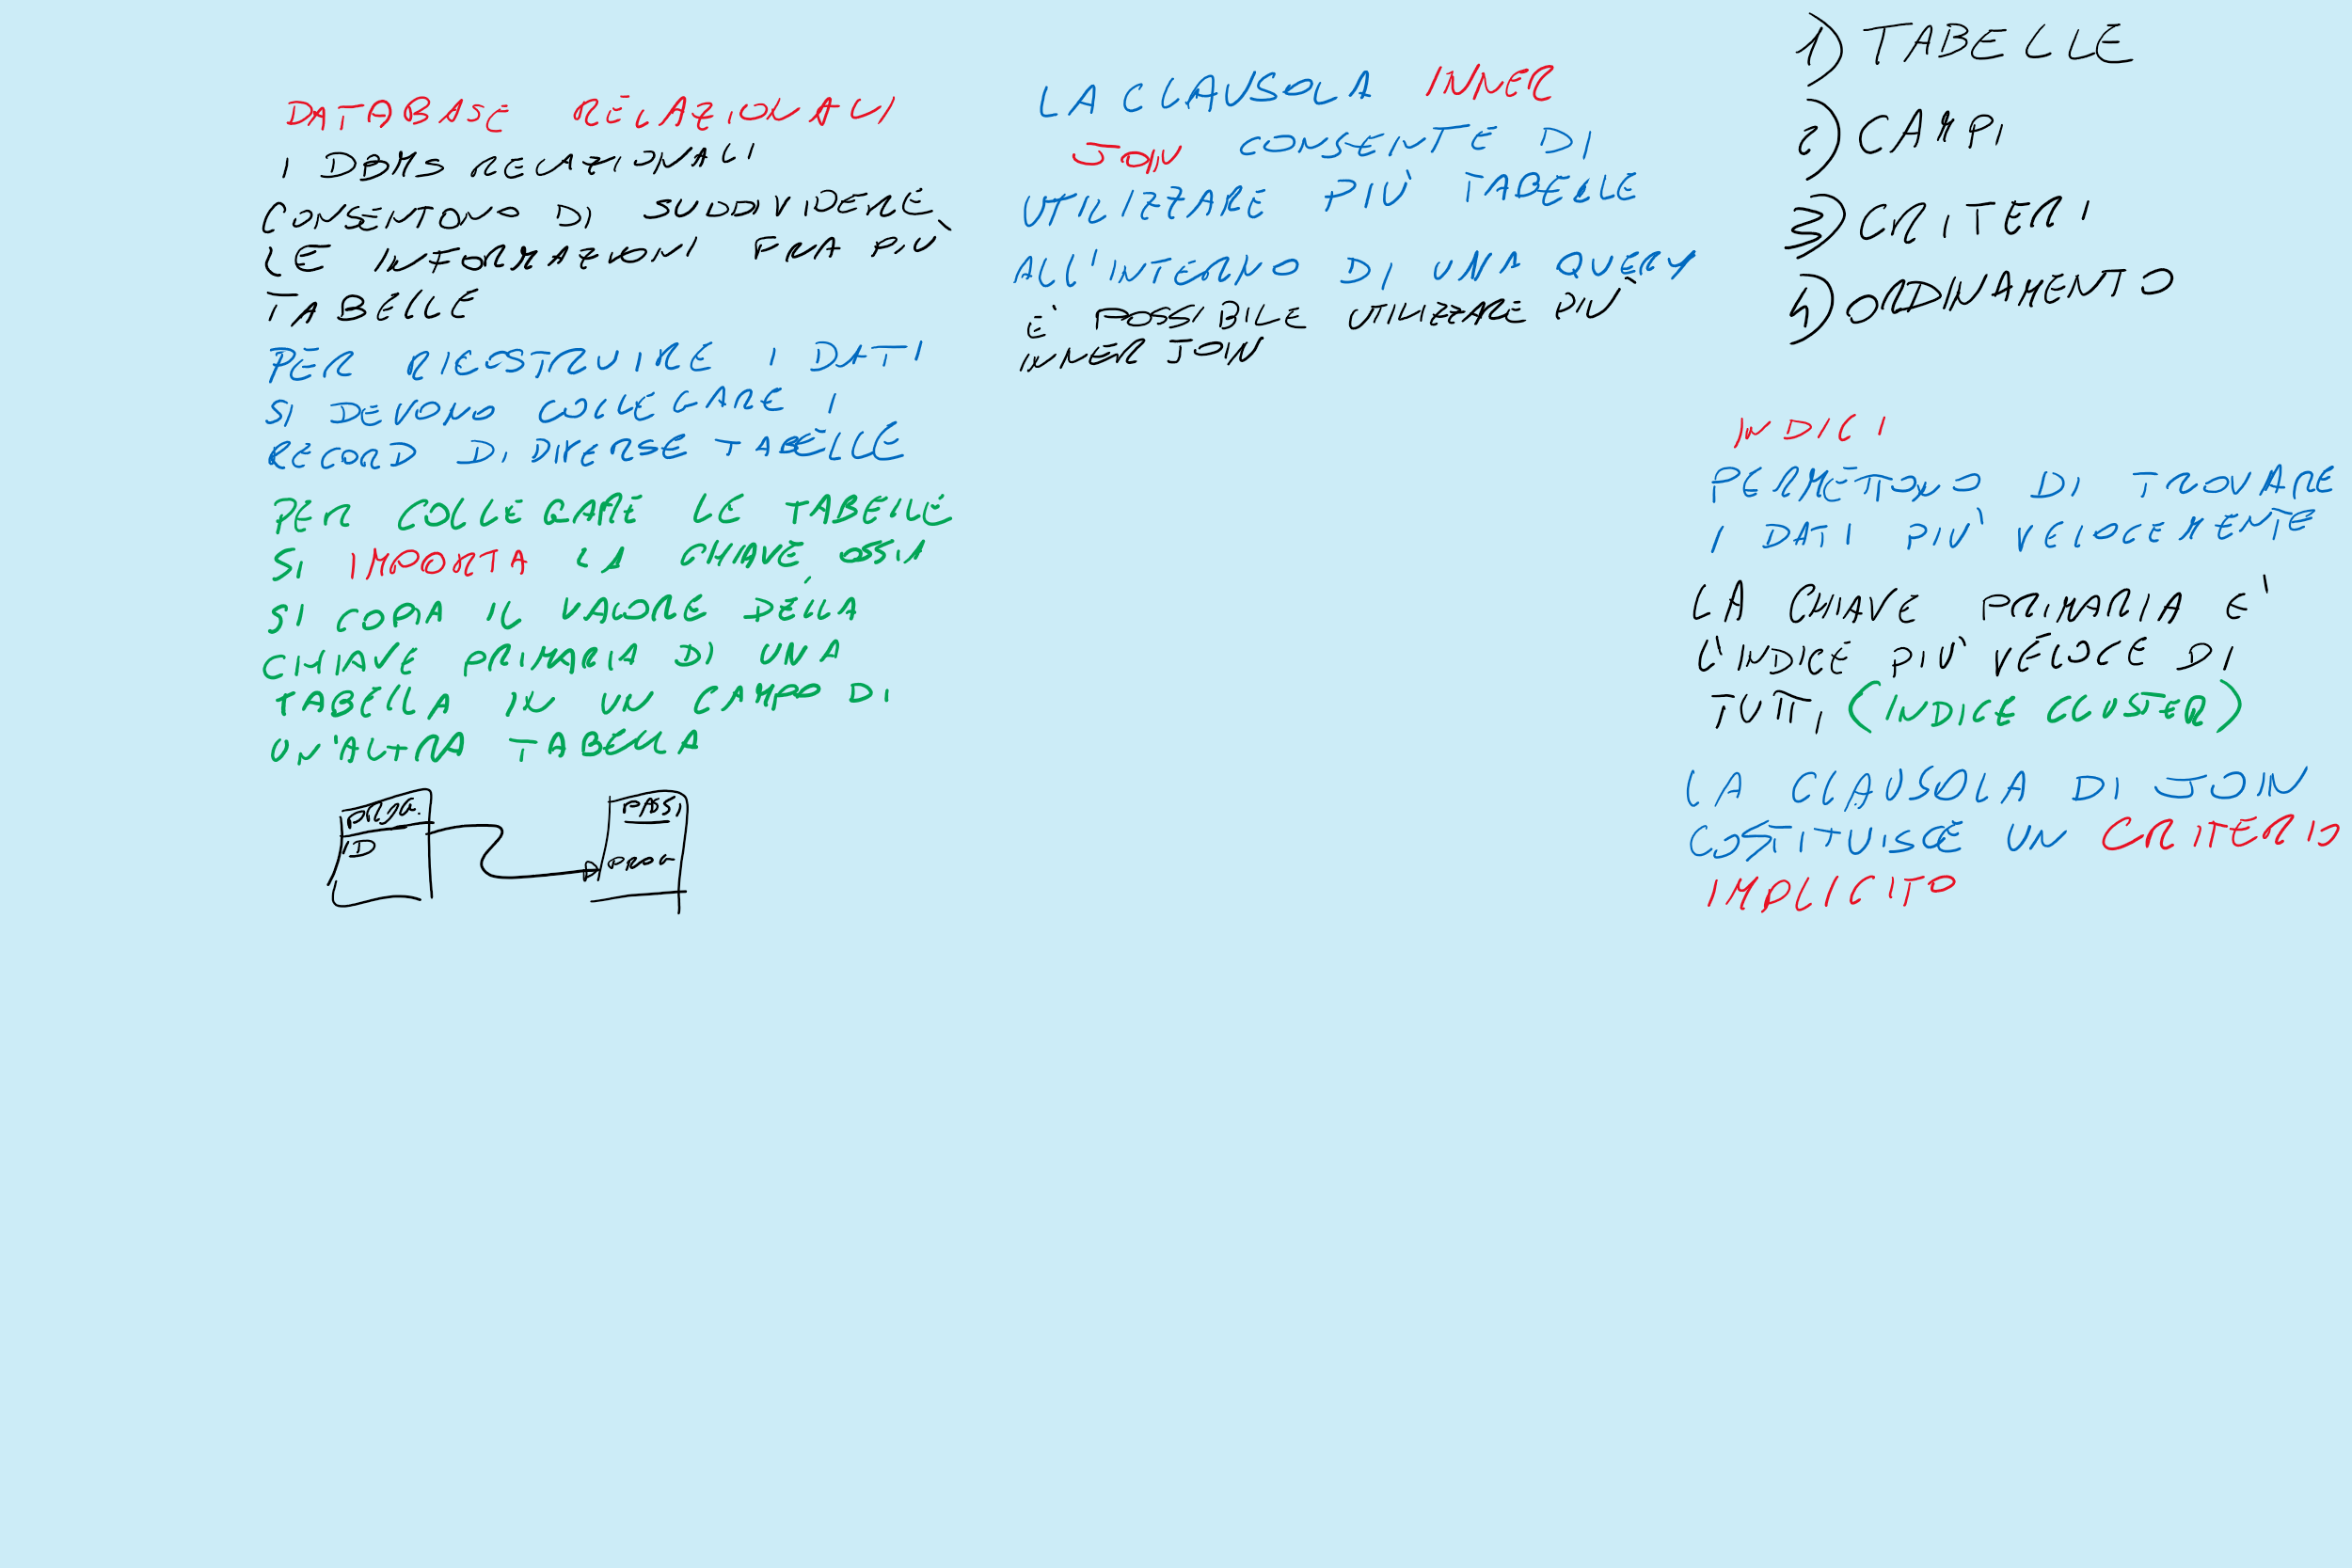 DATABASE RELAZIONALI
I DBMS RELAZIONALI
CONSENTONO DI SUDDIVIDERE
LE INFORMAZIONI FRA PIU'
TABELLE
PER RICOSTRUIRE I DATI
SI DEVONO COLLEGARE I
RECORD DI DIVERSE TABELLE
PER COLLEGARE LE TABELLE
SI IMPORTA LA CHIAVE, OSSIA
SI COPIA IL VALORE DELLA
CHIAVE PRIMARIA DI UNA
TABELLA IN UN CAMPO DI
UN'ALTRA TABELLA
PROG.
ID
PASSI
PROG
LA CLAUSOLA INNER
JOIN CONSENTE DI
UTILIZZARE PIU' TABELLE
ALL'INTERNO DI UNA QUERY
E' POSSIBILE UTILIZZARE PIU'
INNER JOIN
1) TABELLE
2) CAMPI
3) CRITERI
4) ORDINAMENTO
INDICI
PERMETTONO DI TROVARE
I DATI PIU' VELOCEMENTE
LA CHIAVE PRIMARIA E'
L'INDICE PIU' VELOCE DI
TUTTI (INDICE CLUSTER)
LA CLAUSOLA DI JOIN
COSTITUISCE UN CRITERIO
IMPLICITO